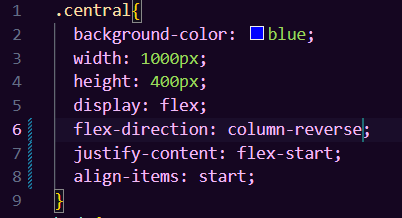 1 .central{
2 background-color: blue;
3 width: 1000px;
4 height: 400px;
5 display: flex;
6 flex-direction: column-reverse;
7 justify-content: flex-start;
8 align-items: start;
9 }